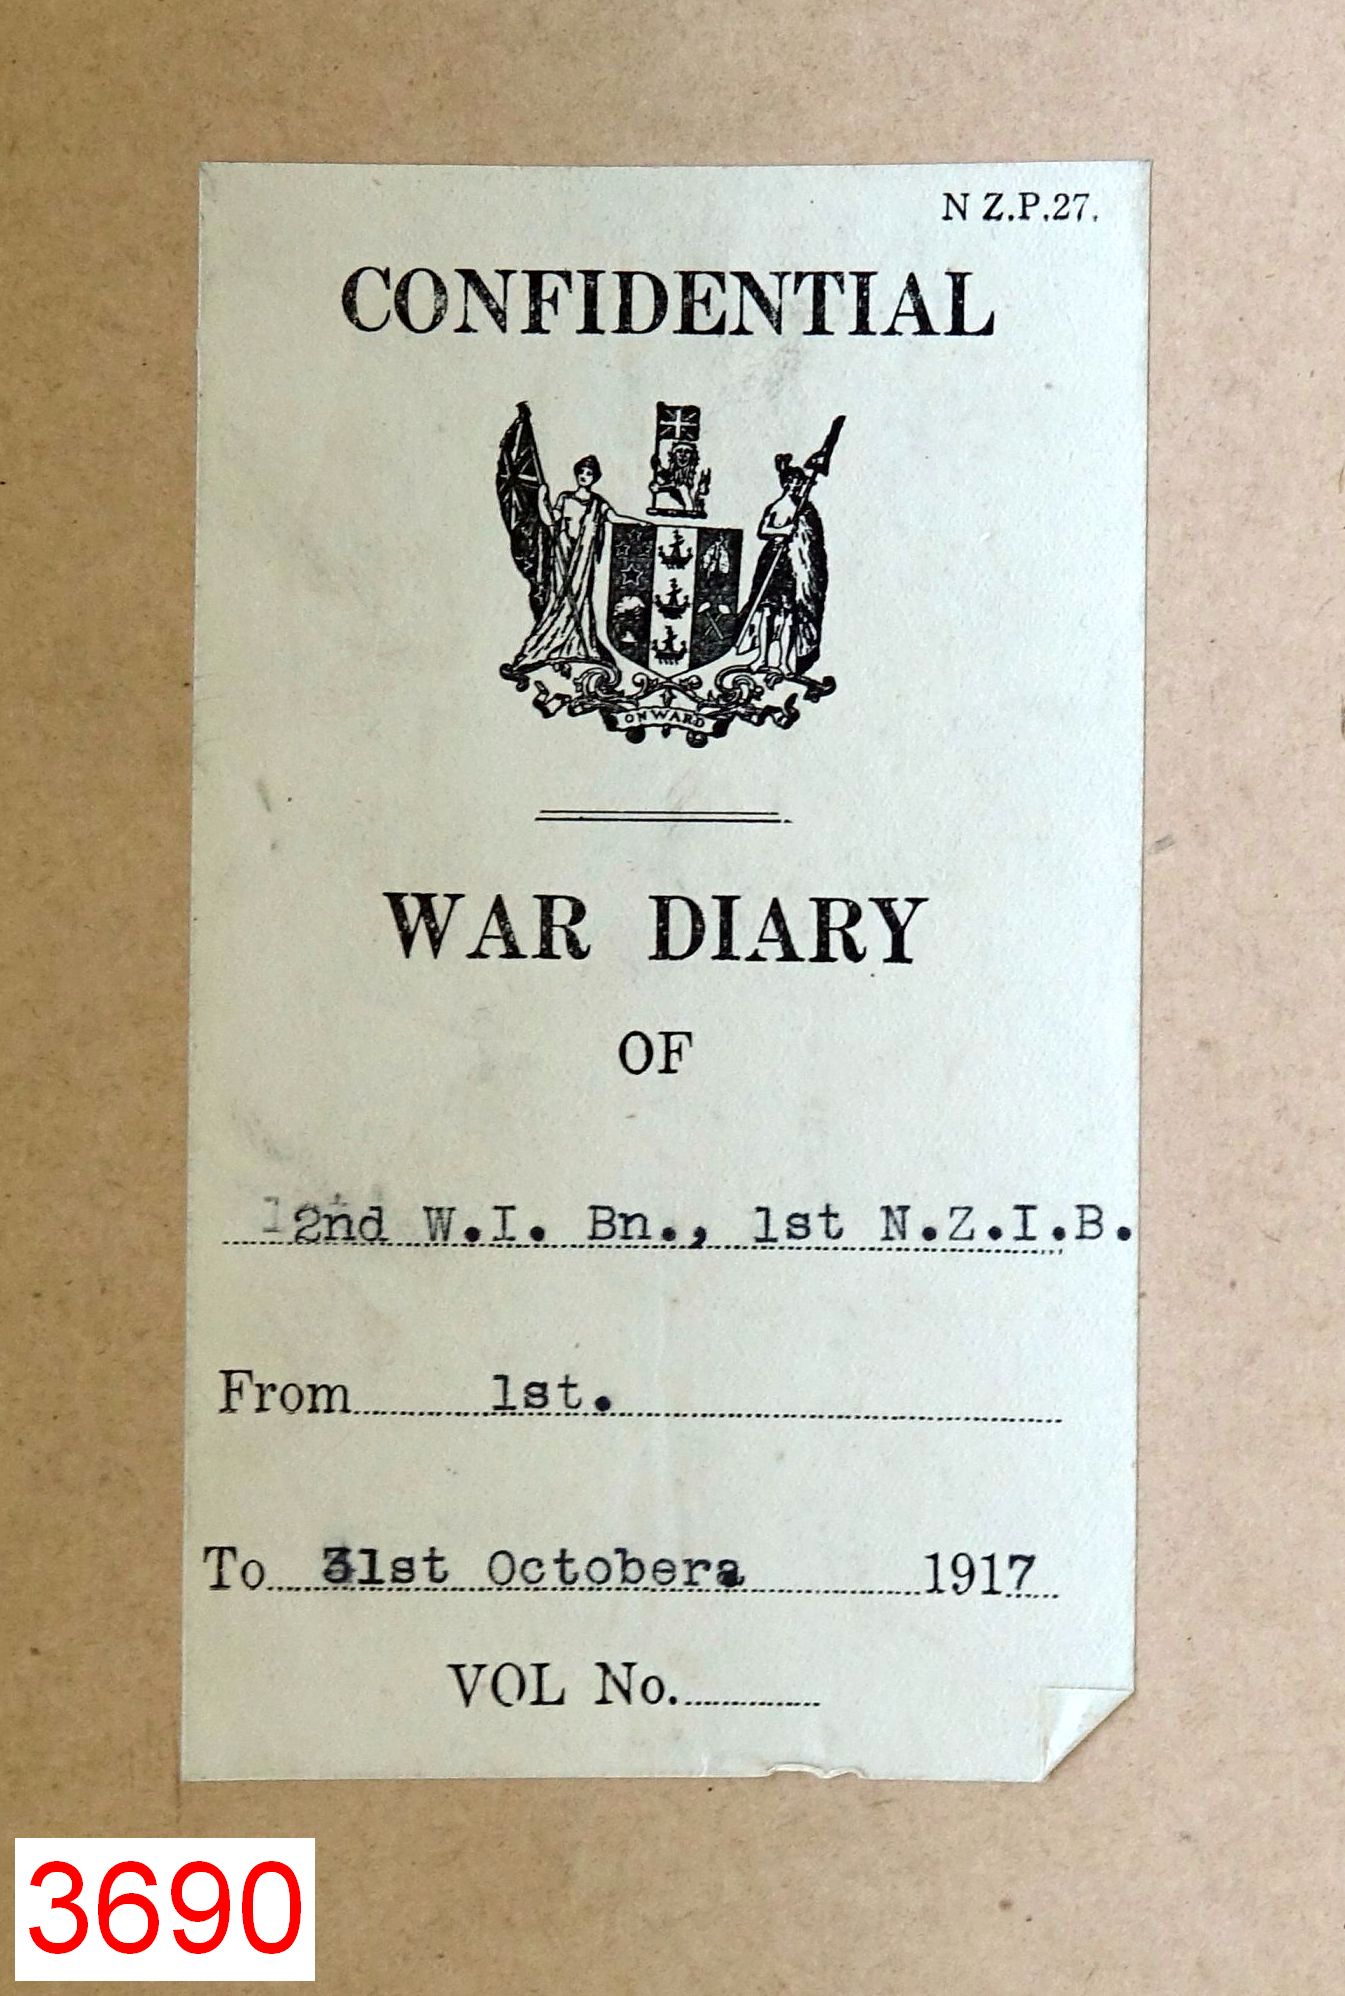 N Z.P.27.
CONFIDENTIAL
ONWARD
WAR DIARY
OF
2nd W.I. Bn., 1st N.Z.I.B.
From 1st.
To 31st October 1917
VOL No.
3690